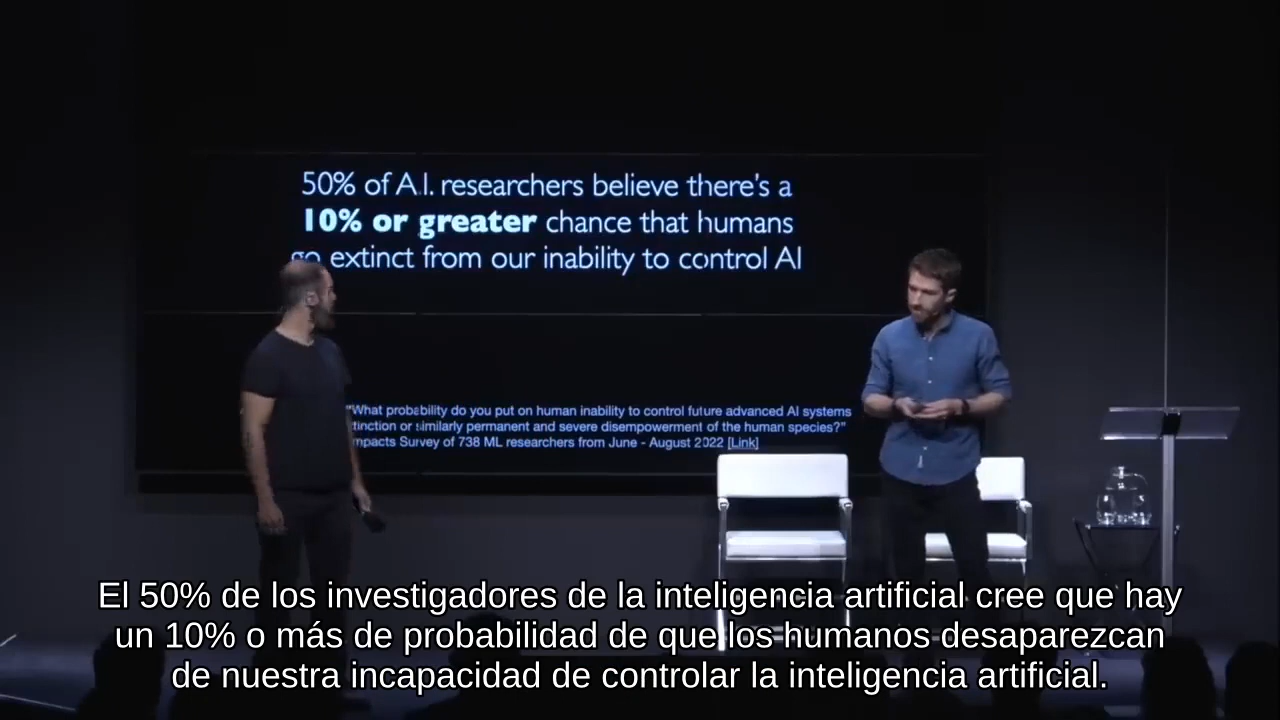 50% of A.I. researchers believe there's a
10% or greater chance that humans
go extinct from our inability to control AI
"What probability do you put on human inability to control future advanced AI systems
or similarly permanent and severe disempowerment of the human species?"
Survey of 738 ML researchers from June - August 2022 [Link]
El 50% de los investigadores de la inteligencia artificial cree que hay
un 10% o más de probabilidad de que los humanos desaparezcan
de nuestra incapacidad de controlar la inteligencia artificial.